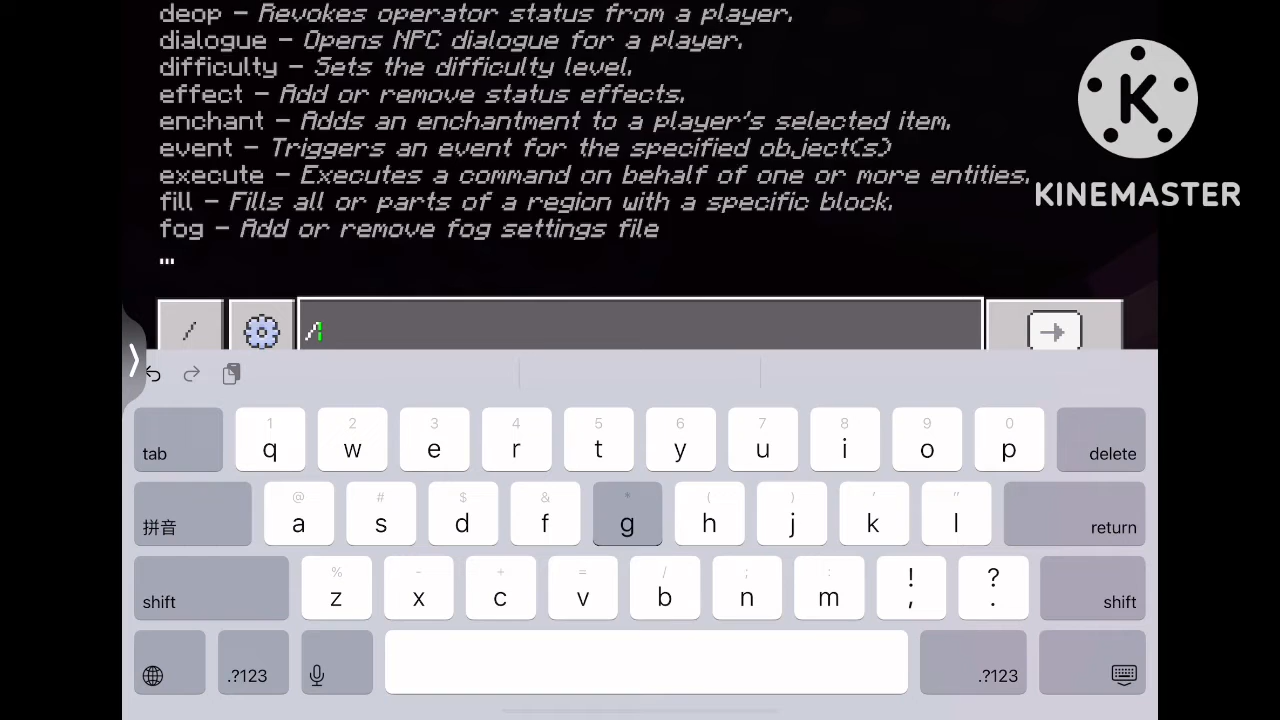 deop – Revokes operator status from a player.
dialogue – Opens NPC dialogue for a player.
difficulty – Sets the difficulty level.
effect – Add or remove status effects.
enchant – Adds an enchantment to a player's selected item.
event – Triggers an event for the specified object(s)
execute – Executes a command on behalf of one or more entities.
fill – Fills all or parts of a region with a specific block.
fog – Add or remove fog settings file
...
K
KINEMASTER
/
/
tab
1 2 3 4 5 6 7 8 9 0
q w e r t y u i o p
delete
拼音
@ # $ & * ( ) ' "
a s d f g h j k l
return
shift
% - + = / ; : ! ?
z x c v b n m , .
shift
.?123
.?123